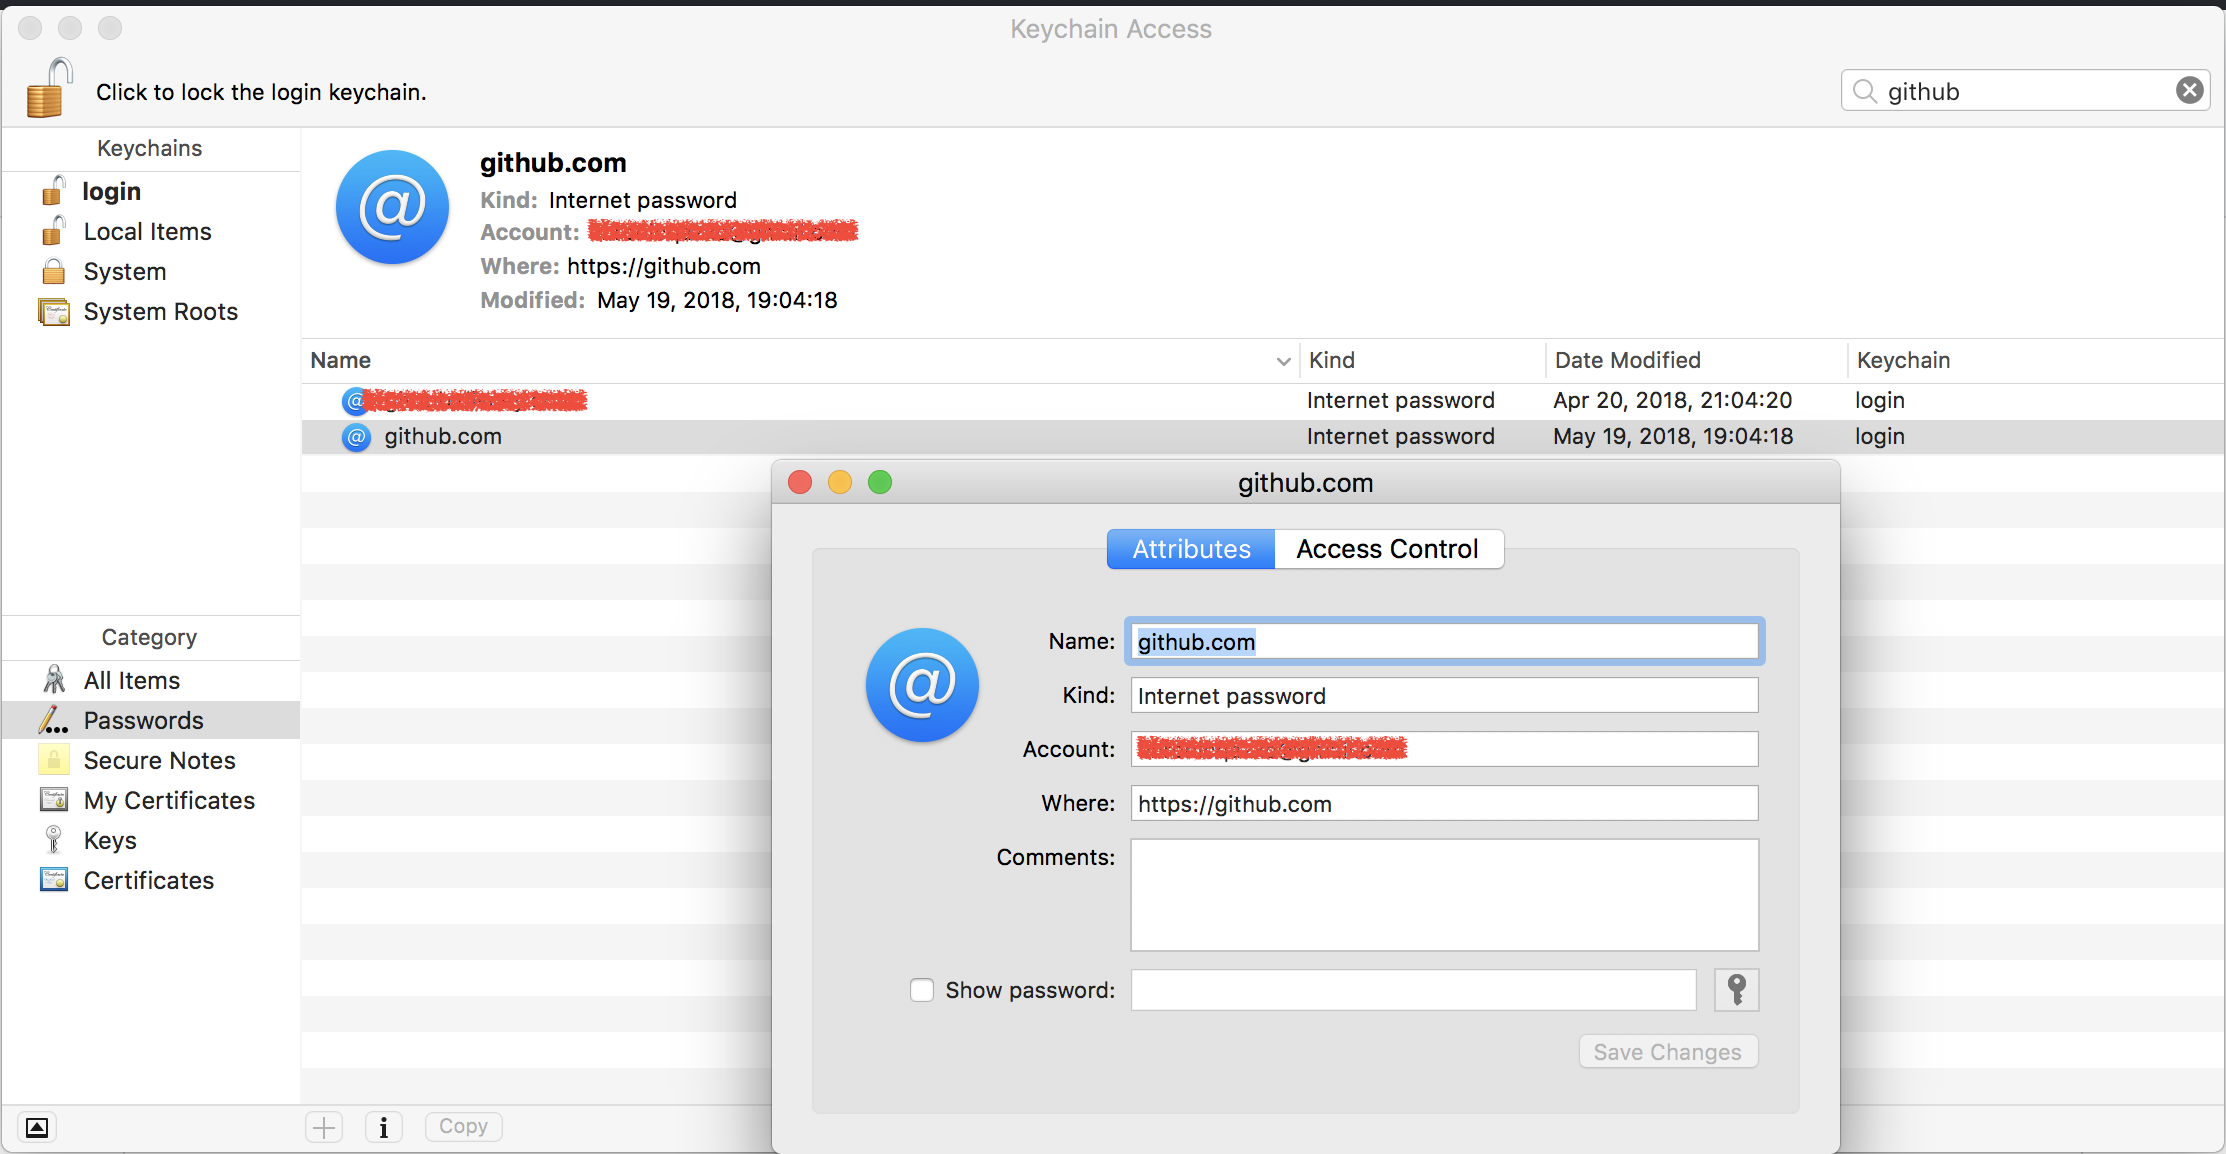 Keychain Access
Click to lock the login keychain.
github
Keychains
login
Local Items
System
System Roots
github.com
Kind: Internet password
Account:
Where: https://github.com
Modified: May 19, 2018, 19:04:18
Name Kind Date Modified Keychain
Internet password Apr 20, 2018, 21:04:20 login
github.com Internet password May 19, 2018, 19:04:18 login
github.com
Attributes Access Control
Name: github.com
Kind: Internet password
Account:
Where: https://github.com
Comments:
Show password:
Save Changes
Category
All Items
Passwords
Secure Notes
My Certificates
Keys
Certificates
Copy